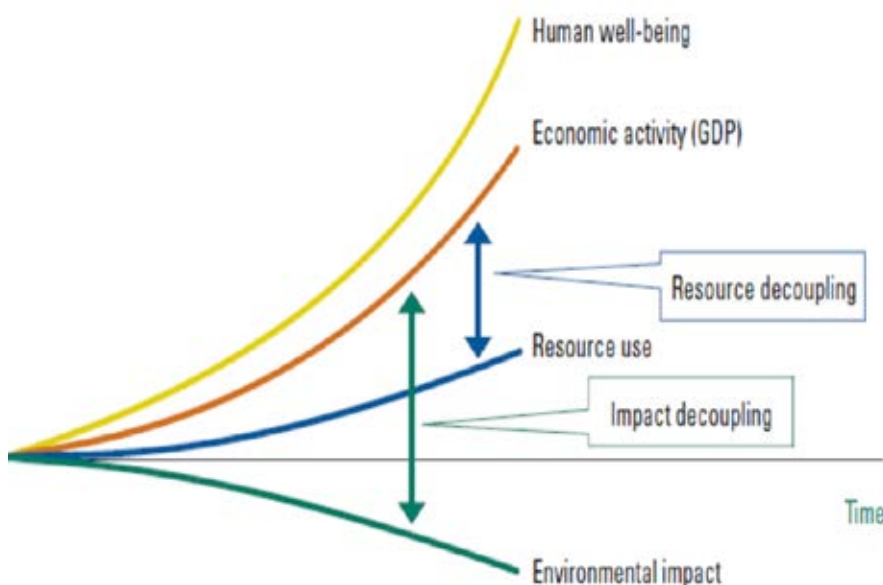 Human well-being
Economic activity (GDP)
Resource decoupling
Resource use
Impact decoupling
Time
Environmental impact